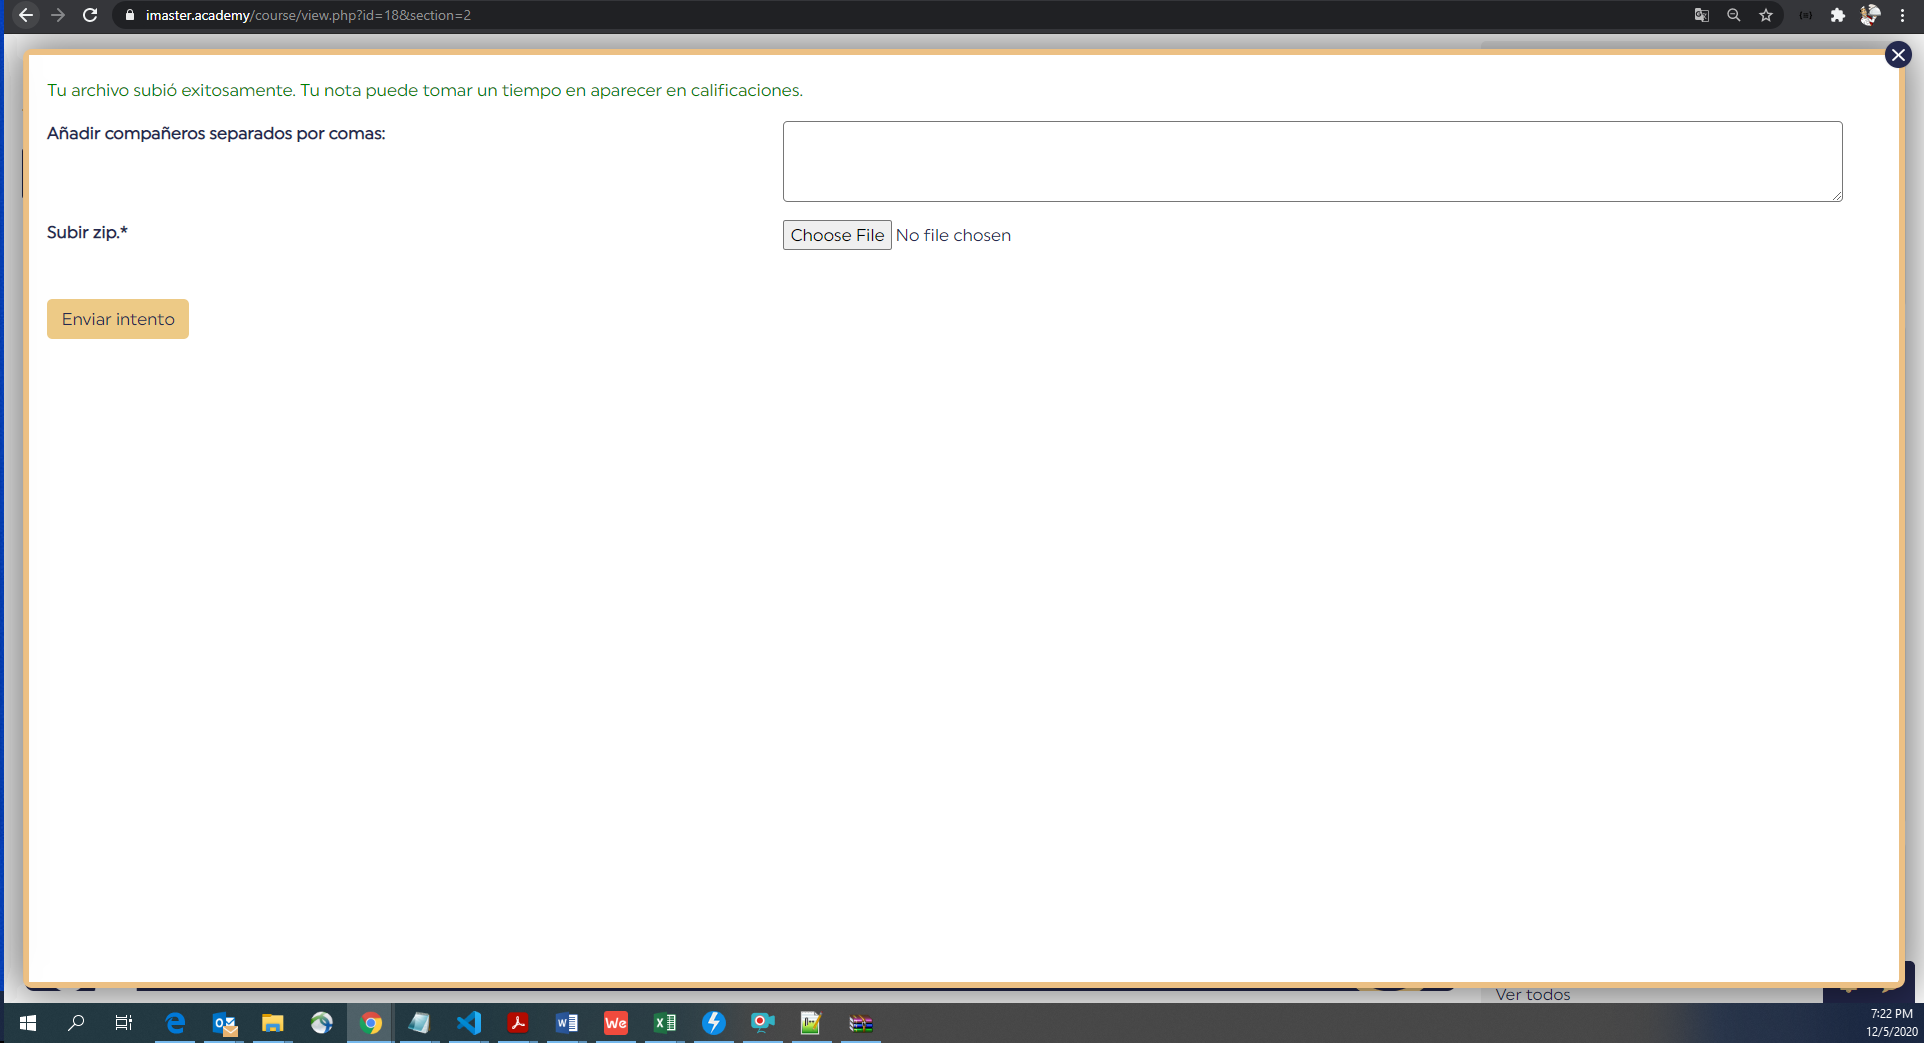 imaster.academy/course/view.php?id=18&section=2
Tu archivo subió exitosamente. Tu nota puede tomar un tiempo en aparecer en calificaciones.
Añadir compañeros separados por comas:
Subir zip.*
Choose File No file chosen
Enviar intento
Ver todos
We
7:22 PM
12/5/2020